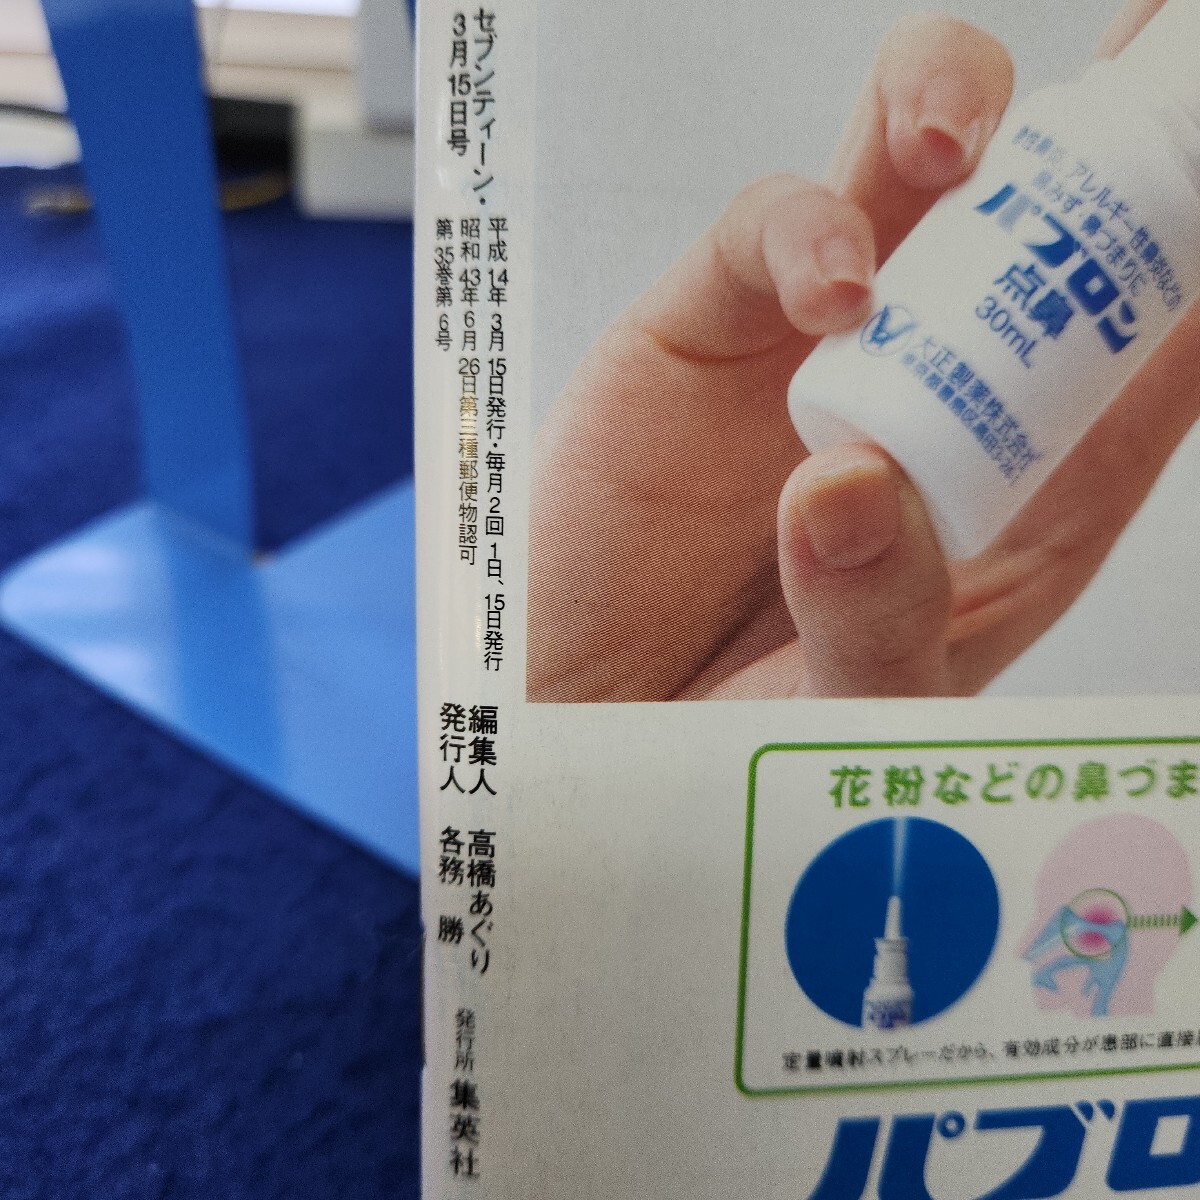 セブンティーン・
3月15日号
平成14年3月15日発行・毎月2回1日、15日発行
昭和43年6月26日第三種郵便物認可
第35巻第6号
編集人 高橋あぐり
発行人 各務 勝
発行所 集英社
アレルギー性鼻炎などの
鼻みず・鼻づまりに
パブロン
点鼻
30mL
大正製薬株式会社
花粉などの鼻づま
定量噴射スプレーだから、有効成分が患部に直接
パブロ